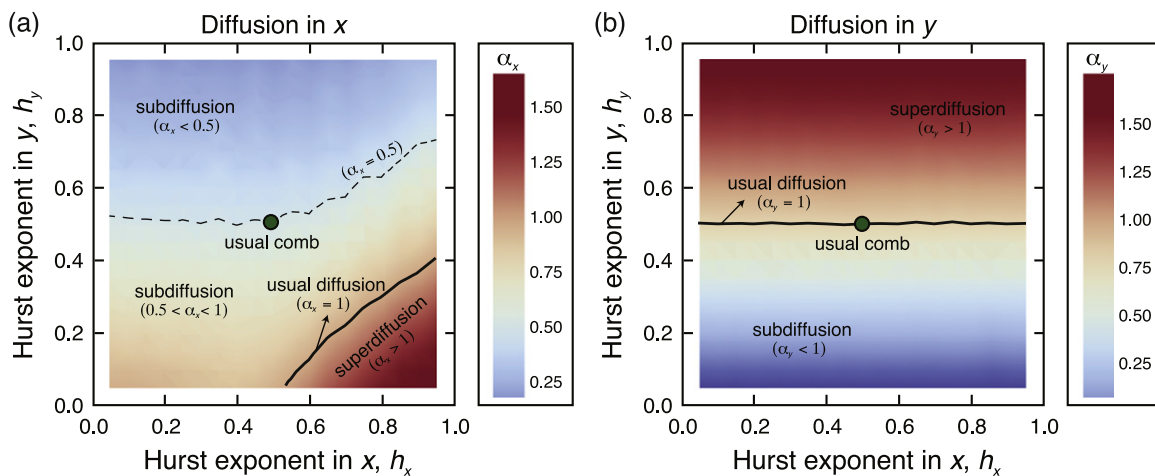 (a)
Diffusion in x
1.0
0.8
0.6
0.4
0.2
0.0
Hurst exponent in y, h_y
subdiffusion
(α_x < 0.5)
(α_x = 0.5)
usual comb
subdiffusion
(0.5 < α_x < 1)
usual diffusion
(α_x = 1)
superdiffusion
(α_x > 1)
0.0 0.2 0.4 0.6 0.8 1.0
Hurst exponent in x, h_x
α_x
1.50
1.25
1.00
0.75
0.50
0.25
(b)
Diffusion in y
1.0
0.8
0.6
0.4
0.2
0.0
Hurst exponent in y, h_y
superdiffusion
(α_y > 1)
usual diffusion
(α_y = 1)
usual comb
subdiffusion
(α_y < 1)
0.0 0.2 0.4 0.6 0.8 1.0
Hurst exponent in x, h_x
α_y
1.50
1.25
1.00
0.75
0.50
0.25